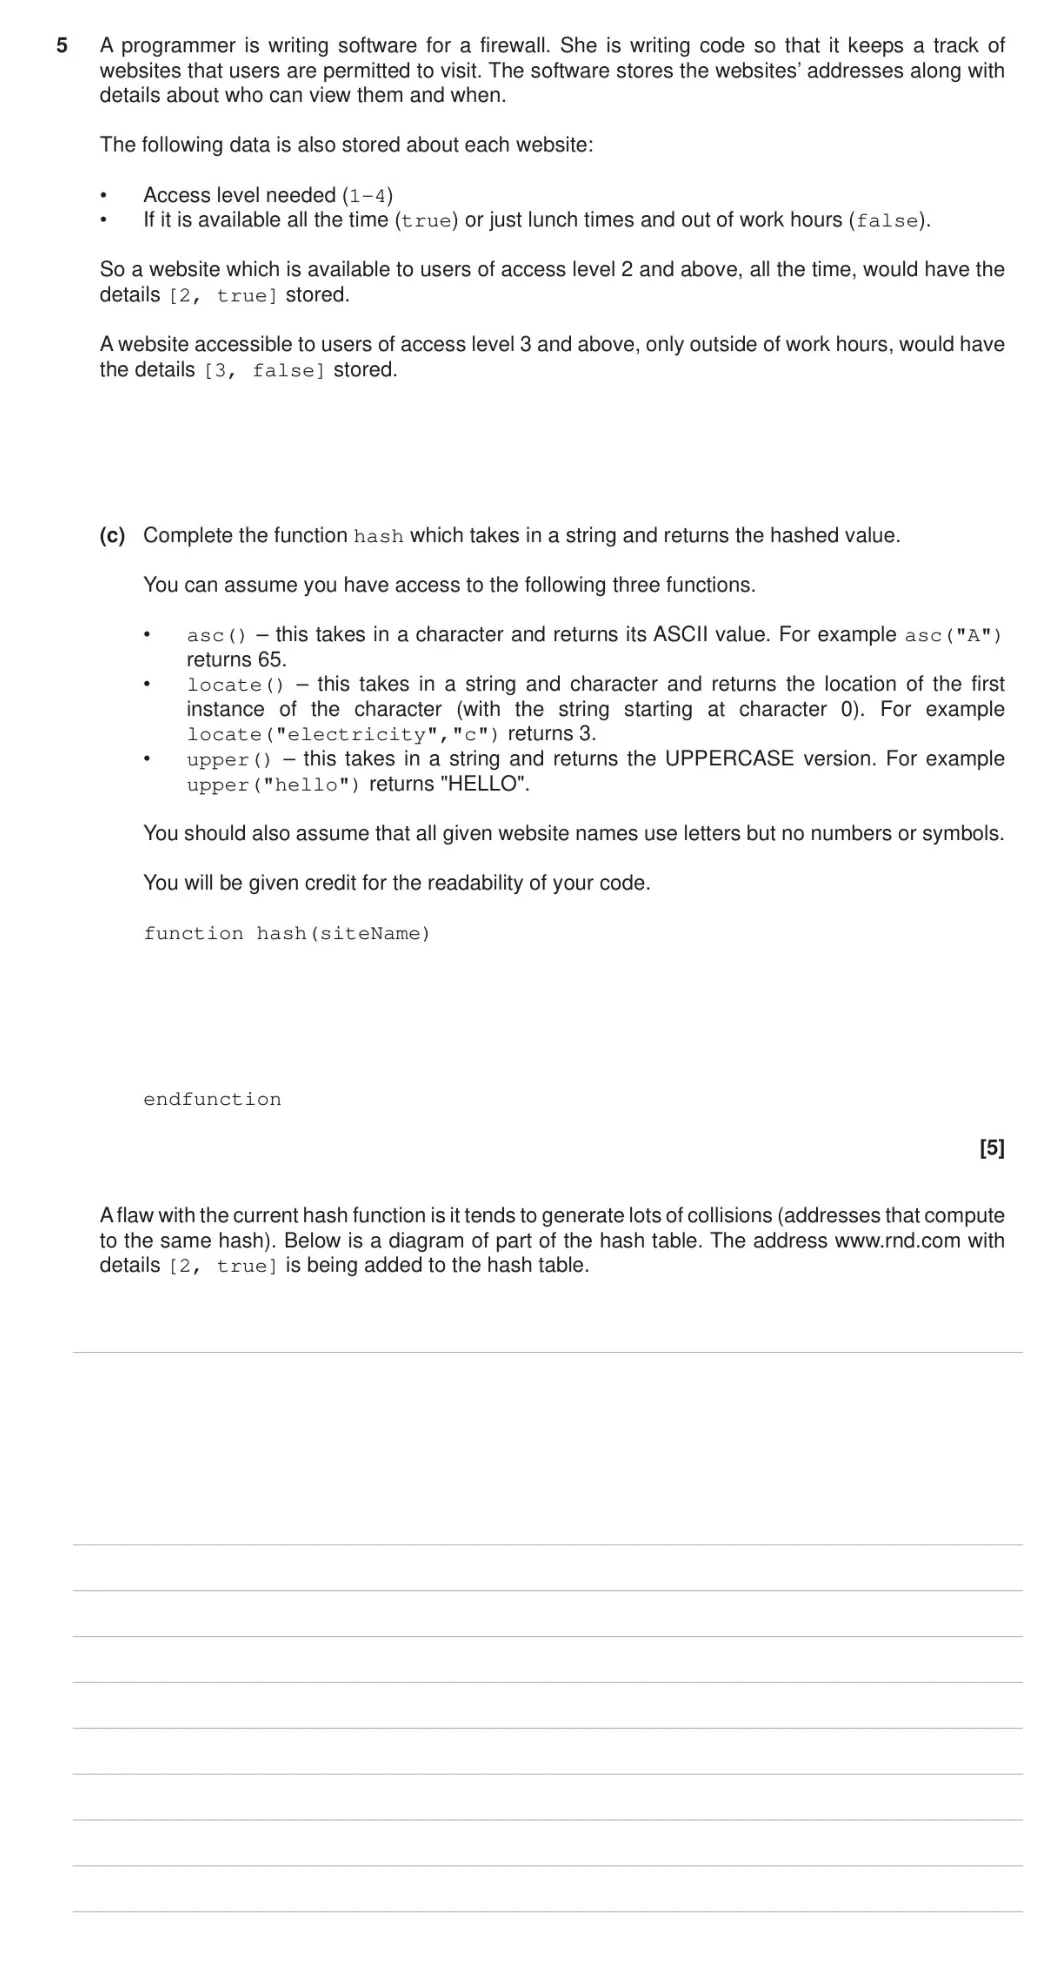 5 A programmer is writing software for a firewall. She is writing code so that it keeps a track of
websites that users are permitted to visit. The software stores the websites' addresses along with
details about who can view them and when.
The following data is also stored about each website:
• Access level needed (1–4)
• If it is available all the time (true) or just lunch times and out of work hours (false).
So a website which is available to users of access level 2 and above, all the time, would have the
details [2, true] stored.
A website accessible to users of access level 3 and above, only outside of work hours, would have
the details [3, false] stored.
(c) Complete the function hash which takes in a string and returns the hashed value.
You can assume you have access to the following three functions.
• asc() – this takes in a character and returns its ASCII value. For example asc("A")
returns 65.
• locate() – this takes in a string and character and returns the location of the first
instance of the character (with the string starting at character 0). For example
locate("electricity","c") returns 3.
• upper() – this takes in a string and returns the UPPERCASE version. For example
upper("hello") returns "HELLO".
You should also assume that all given website names use letters but no numbers or symbols.
You will be given credit for the readability of your code.
function hash(siteName)
endfunction
[5]
A flaw with the current hash function is it tends to generate lots of collisions (addresses that compute
to the same hash). Below is a diagram of part of the hash table. The address www.rnd.com with
details [2, true] is being added to the hash table.